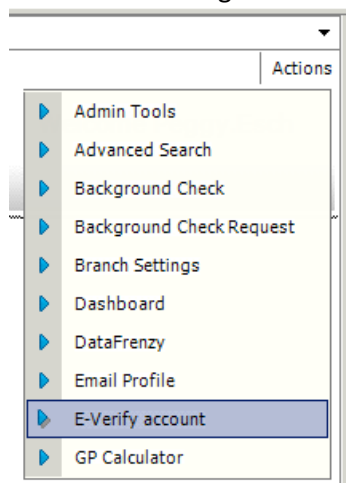 Actions
Admin Tools
Advanced Search
Background Check
Background Check Request
Branch Settings
Dashboard
DataFrenzy
Email Profile
E-Verify account
GP Calculator